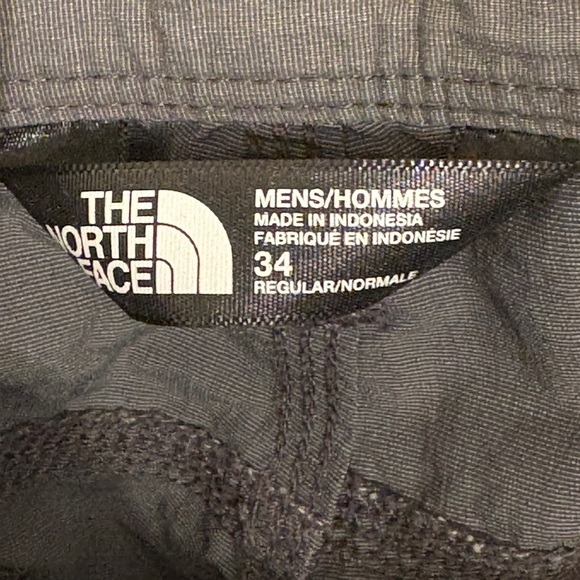 THE
NORTH
FACE
MENS/HOMMES
MADE IN INDONESIA
FABRIQUÉ EN INDONÉSIE
34
REGULAR/NORMALE